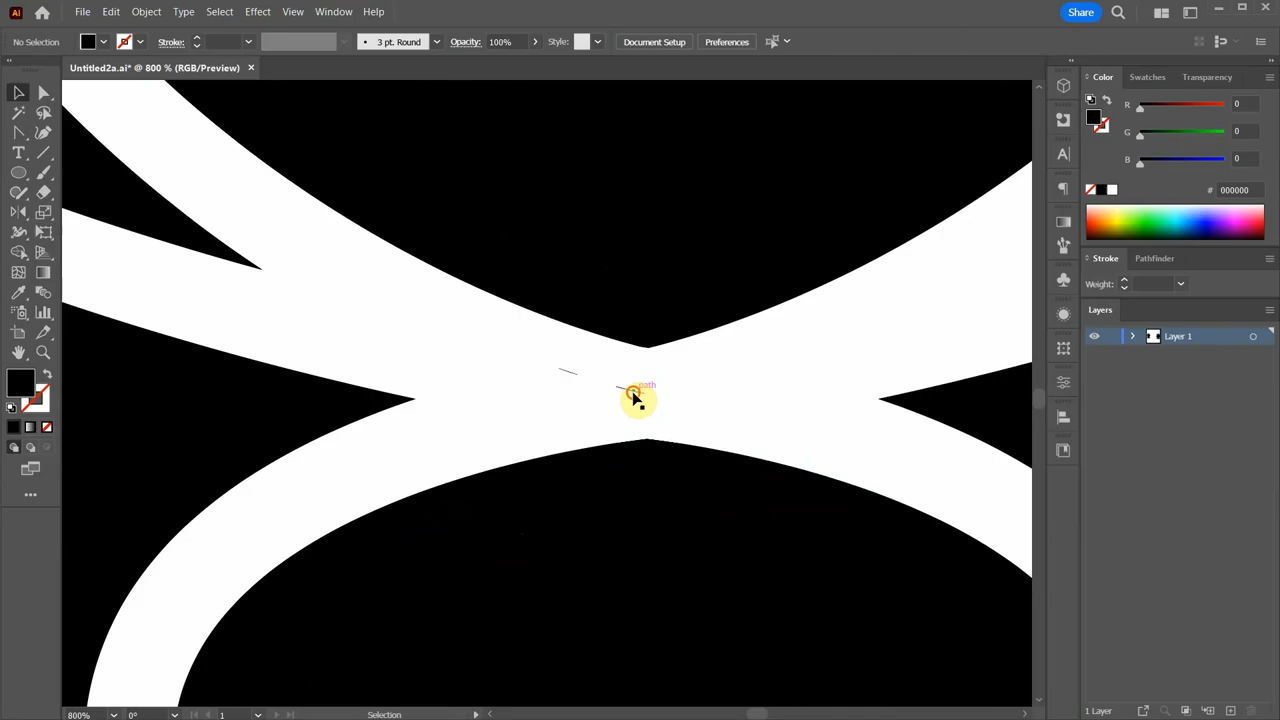 Ai File Edit Object Type Select Effect View Window Help Share
No Selection Stroke: 3 pt. Round Opacity: 100% Style: Document Setup Preferences
Untitled2a.ai* @ 800 % (RGB/Preview)
Color Swatches Transparency
R 0
G 0
B 0
# 000000
Stroke Pathfinder
Weight:
Layers
Layer 1
path
1 Layer
800% 0° 1 Selection